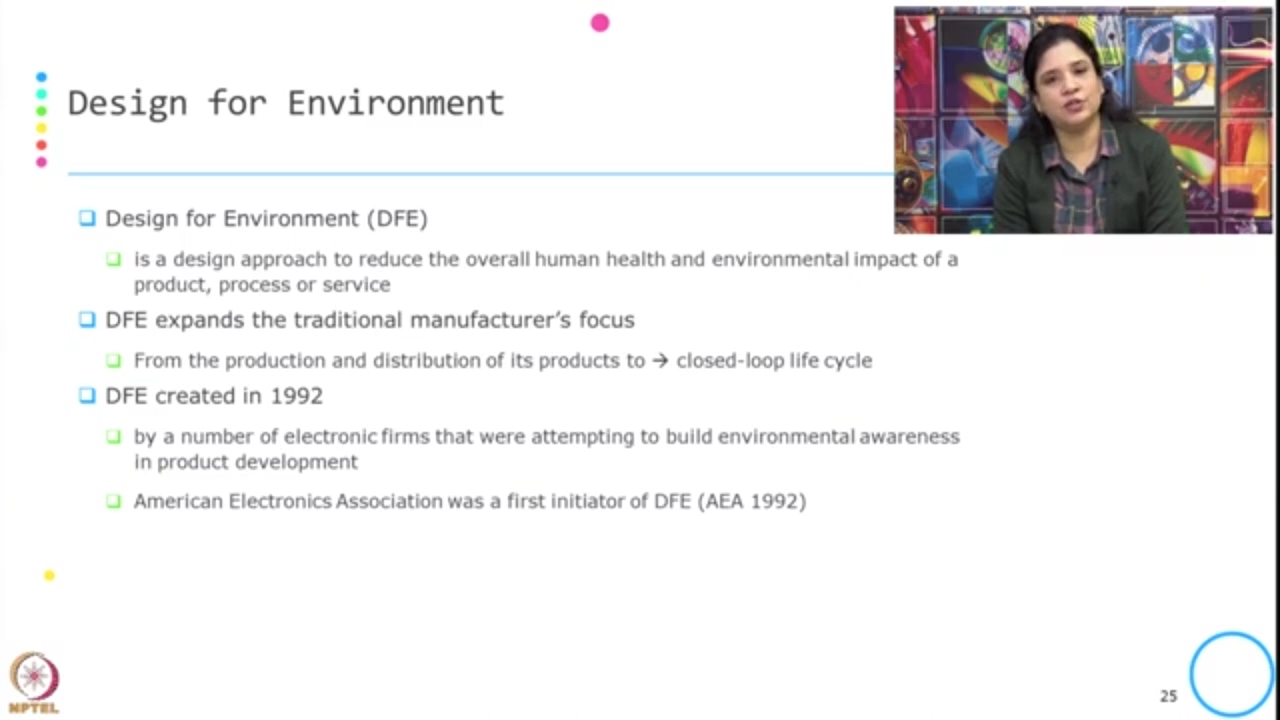 Design for Environment
Design for Environment (DFE)
is a design approach to reduce the overall human health and environmental impact of a
product, process or service
DFE expands the traditional manufacturer's focus
From the production and distribution of its products to → closed-loop life cycle
DFE created in 1992
by a number of electronic firms that were attempting to build environmental awareness
in product development
American Electronics Association was a first initiator of DFE (AEA 1992)
NPTEL
25